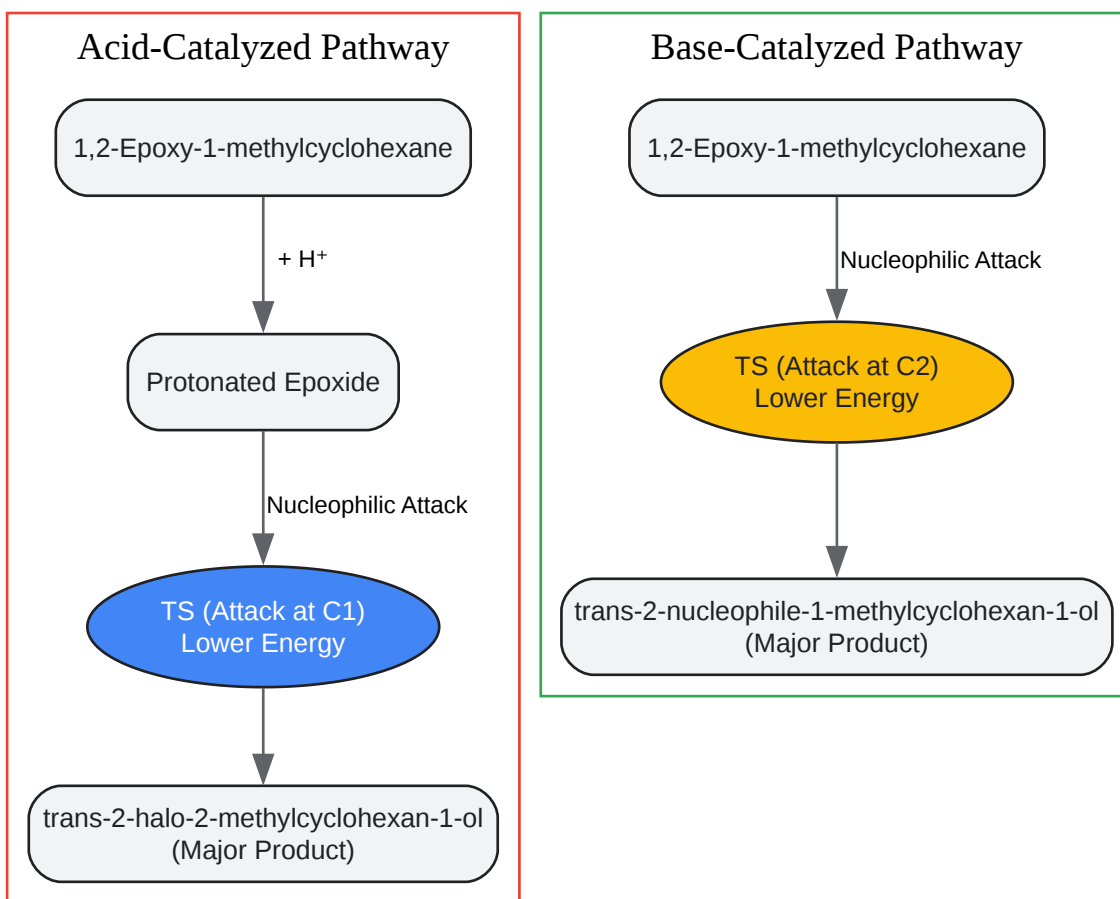 Acid-Catalyzed Pathway
1,2-Epoxy-1-methylcyclohexane
+ H⁺
Protonated Epoxide
Nucleophilic Attack
TS (Attack at C1)
Lower Energy
trans-2-halo-2-methylcyclohexan-1-ol
(Major Product)
Base-Catalyzed Pathway
1,2-Epoxy-1-methylcyclohexane
Nucleophilic Attack
TS (Attack at C2)
Lower Energy
trans-2-nucleophile-1-methylcyclohexan-1-ol
(Major Product)